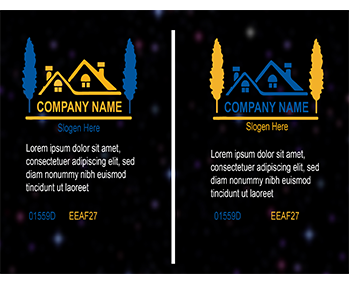 COMPANY NAME
Slogen Here
Lorem ipsum dolor sit amet,
consectetuer adipiscing elit,
sed diam nonummy nibh euismod
tincidunt ut laoreet
01559D EEAF27
COMPANY NAME
Slogen Here
Lorem ipsum dolor sit amet,
consectetuer adipiscing elit,
sed diam nonummy nibh euismod
tincidunt ut laoreet
01559D EEAF27